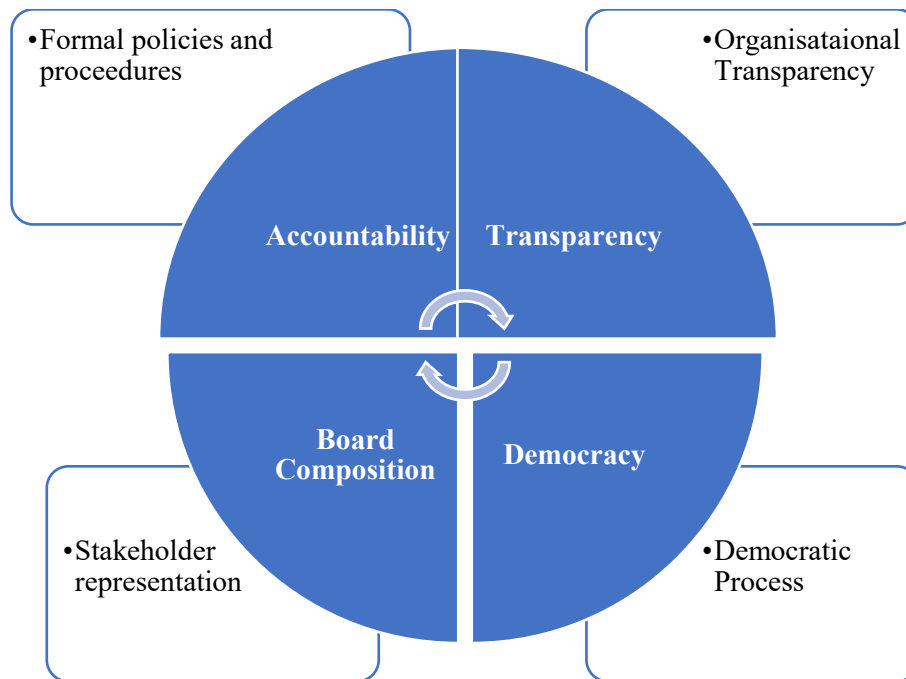 •Formal policies and
proceedures
•Organisataional
Transparency
Accountability
Transparency
Board
Composition
Democracy
•Stakeholder
representation
•Democratic
Process